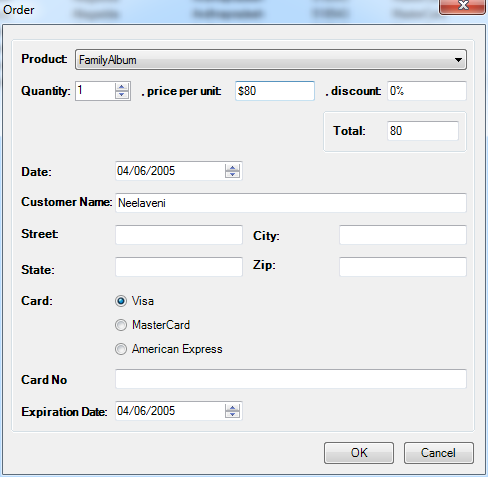 Order
Product: FamilyAlbum
Quantity: 1 . price per unit: $80 . discount: 0%
Total: 80
Date: 04/06/2005
Customer Name: Neelaveni
Street: City:
State: Zip:
Card: Visa
MasterCard
American Express
Card No
Expiration Date: 04/06/2005
OK Cancel